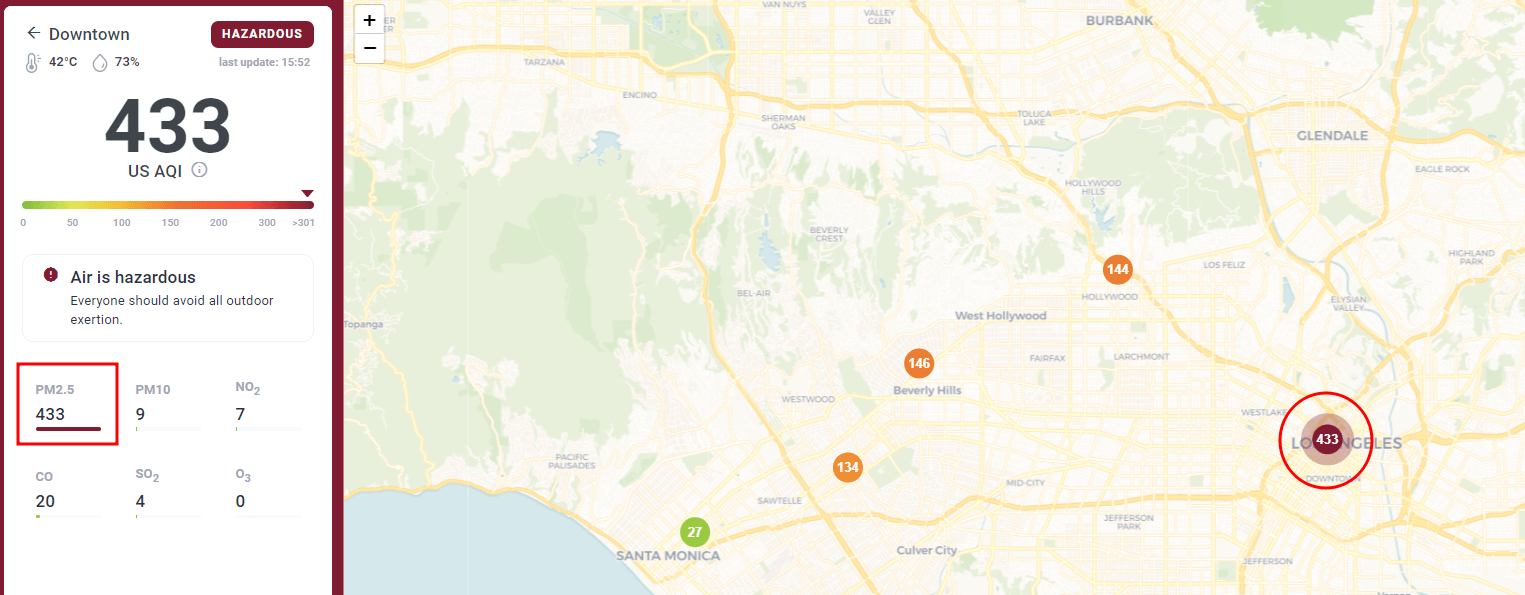 Downtown
HAZARDOUS
42°C
73%
last update: 15:52
433
US AQI
0 50 100 150 200 300 >301
Air is hazardous
Everyone should avoid all outdoor
exertion.
PM2.5 PM10 NO2
433 9 7
CO SO2 O3
20 4 0
+
−
VAN NUYS
VALLEY
GLEN
BURBANK
TARZANA
ENCINO
SHERMAN
OAKS
TOLUCA
LAKE
GLENDALE
EAGLE ROCK
HOLLYWOOD
HILLS
BEVERLY
CREST
HIGHLAND
PARK
LOS FELIZ
144
HOLLYWOOD
BEL-AIR
ELYSIAN
VALLEY
Topanga
West Hollywood
FAIRFAX
LARCHMONT
146
Beverly Hills
WESTWOOD
WESTLAKE
433
LO NGELES
PACIFIC
PALISADES
134
DOWNTOWN
MID-CITY
SAWTELLE
JEFFERSON
PARK
27
SANTA MONICA
Culver City
JEFFERSON